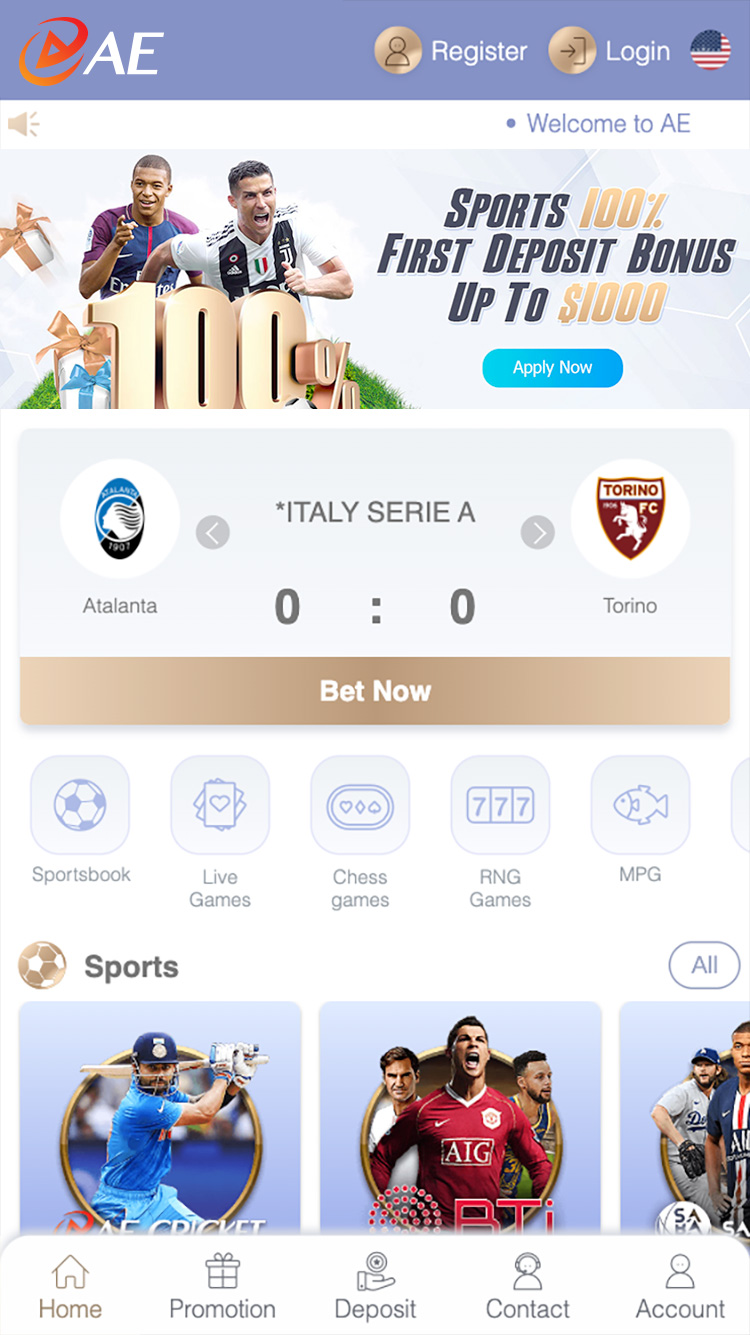 AE
Register
Login
• Welcome to AE
SPORTS 100%
FIRST DEPOSIT BONUS
UP TO $1000
Apply Now
100%
*ITALY SERIE A
ATALANTA
1907
TORINO
1906 FC
Atalanta
0 : 0
Torino
Bet Now
777
Sportsbook
Live
Games
Chess
games
RNG
Games
MPG
Sports
All
AIG
AE CRICKET
BTi
SA
Home
Promotion
Deposit
Contact
Account